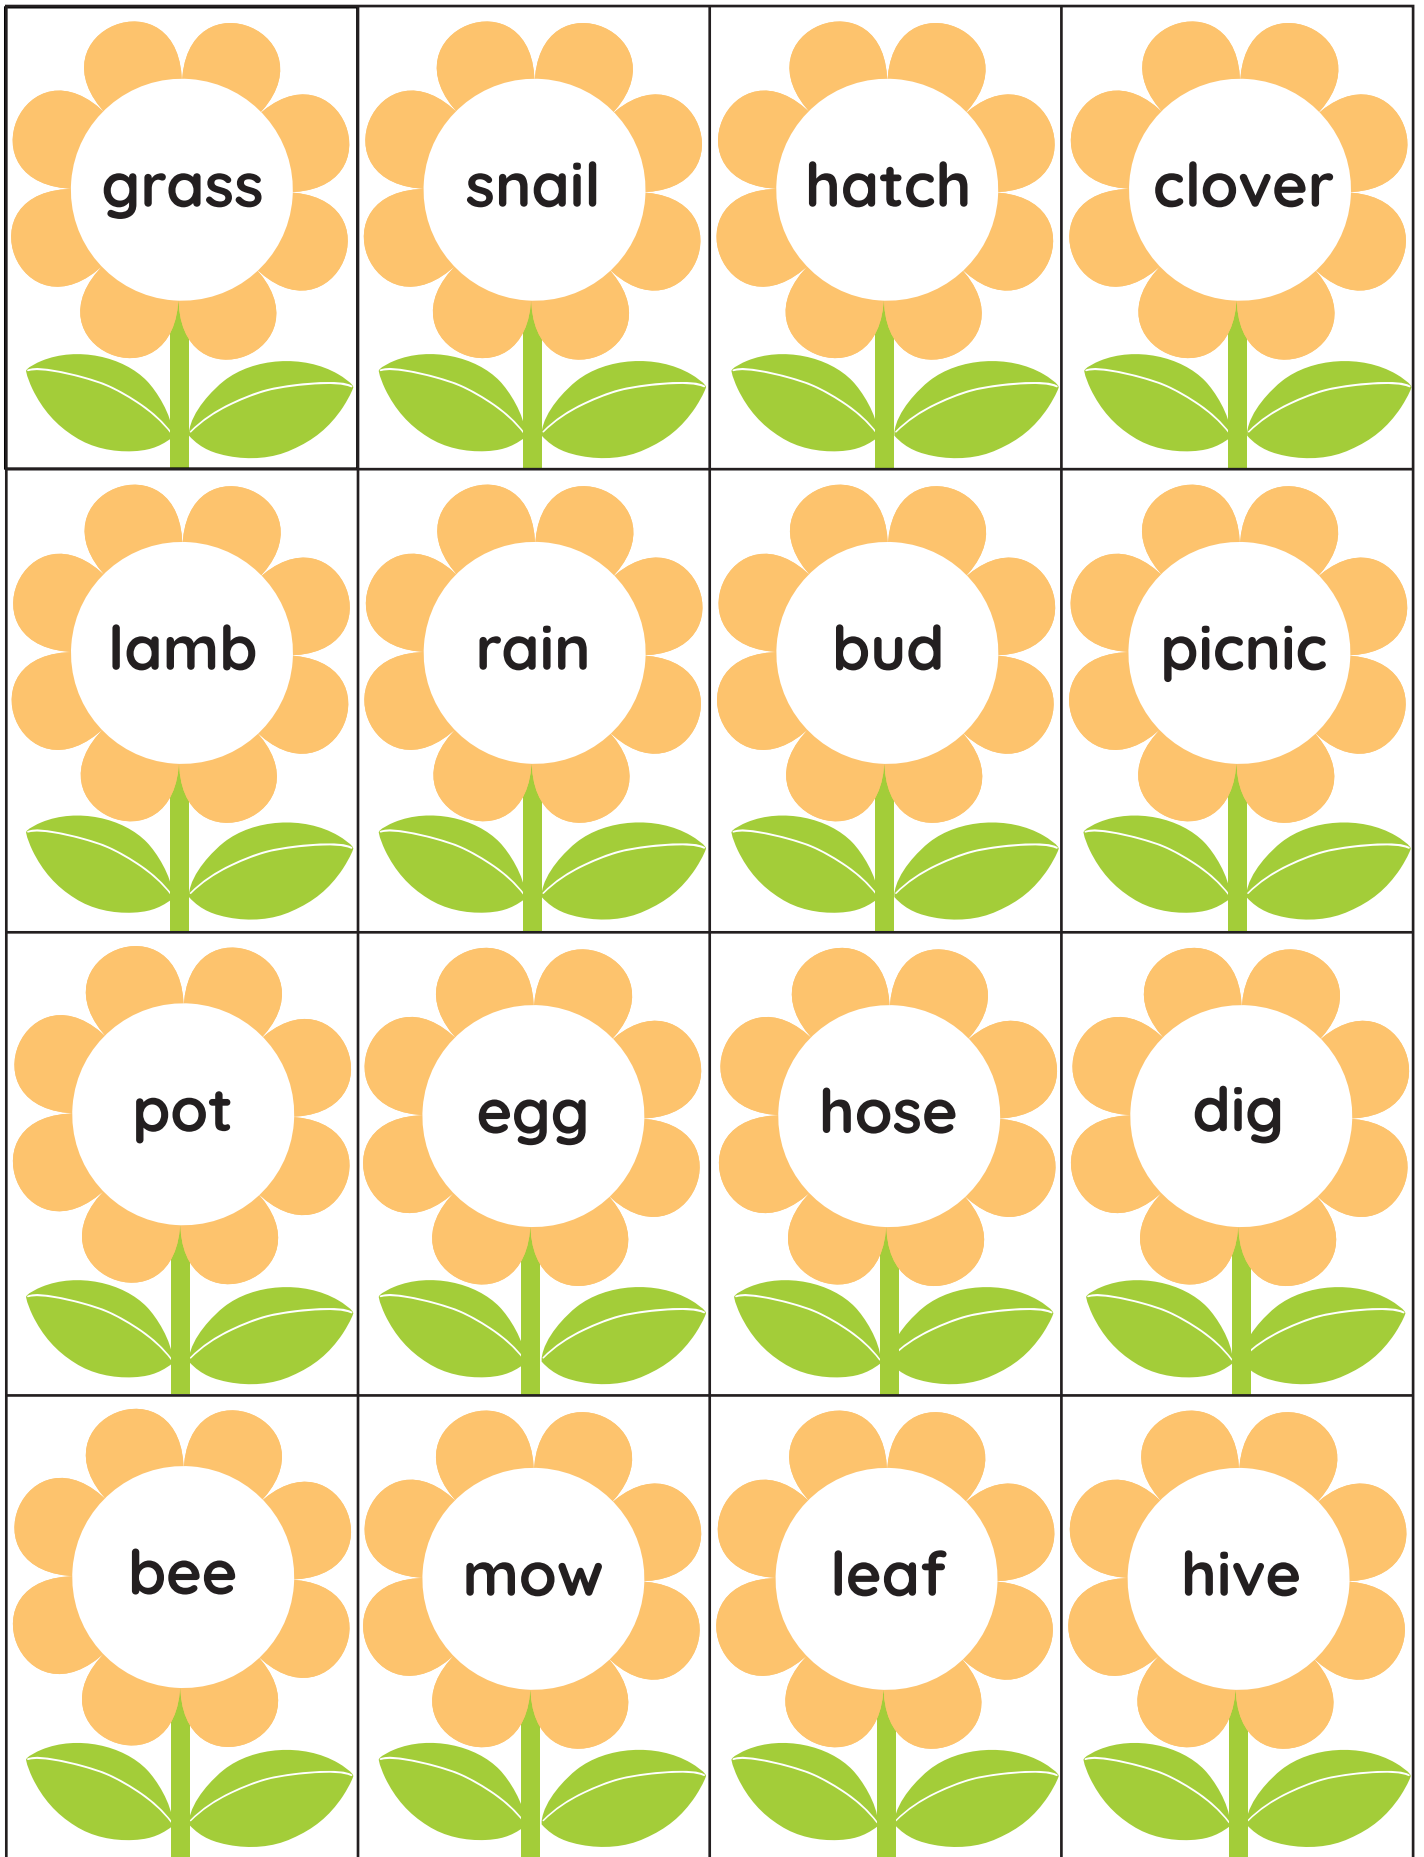 grass
snail
hatch
clover
lamb
rain
bud
picnic
pot
egg
hose
dig
bee
mow
leaf
hive